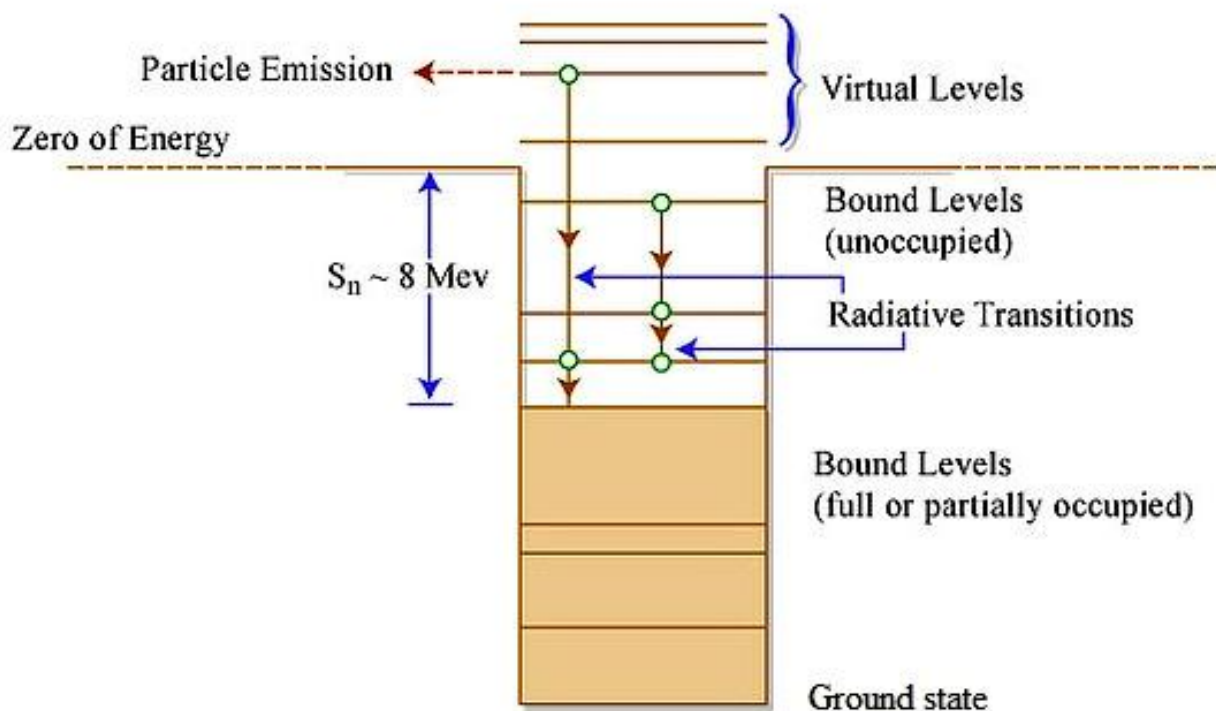 Particle Emission
Virtual Levels
Zero of Energy
Bound Levels
(unoccupied)
Sₙ ~ 8 Mev
Radiative Transitions
Bound Levels
(full or partially occupied)
Ground state